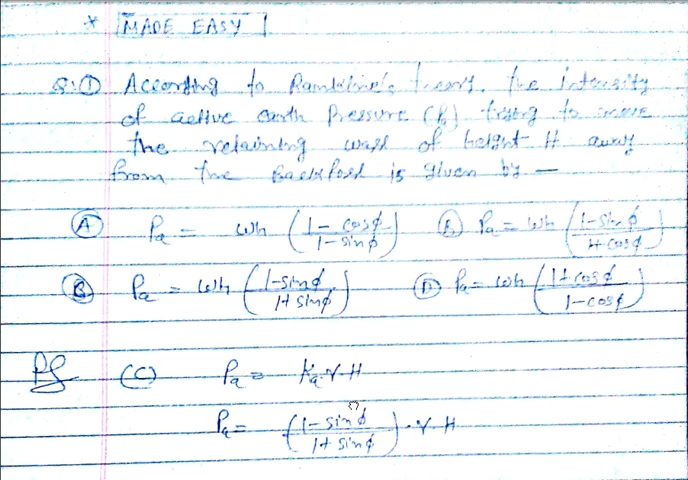 * MADE EASY
Q.① According to Rankine's theory, the intensity
of active earth pressure (Pa) trying to move
the retaining wall of height H away
from the Backfill is given by —
Ⓐ Pa = wh (1 - cosϕ / 1 - sinϕ) Pa = wh (1 - sinϕ / 1 + cosϕ)
Pa = wh (1 - sinϕ / 1 + sinϕ) Ⓓ Pa = wh (1 + cosϕ / 1 - cosϕ)
(C) Pa = Ka.γ.H
Pa = (1 - sinϕ / 1 + sinϕ).γ.H